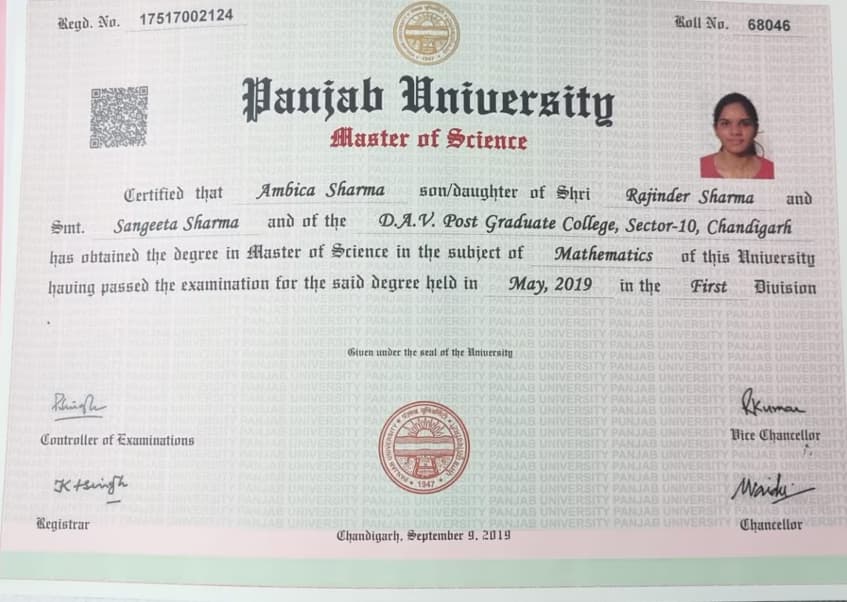 Regd. No. 17517002124
Roll No. 68046
Panjab University
Master of Science
Certified that Ambica Sharma son/daughter of Shri Rajinder Sharma and
Smt. Sangeeta Sharma and of the D.A.V. Post Graduate College, Sector-10, Chandigarh
has obtained the degree in Master of Science in the subject of Mathematics of this University
having passed the examination for the said degree held in May, 2019 in the First Division
Given under the seal of the University
Controller of Examinations
Vice Chancellor
PANJAB UNIVERSITY
1947
Registrar
Chancellor
Chandigarh, September 9, 2019